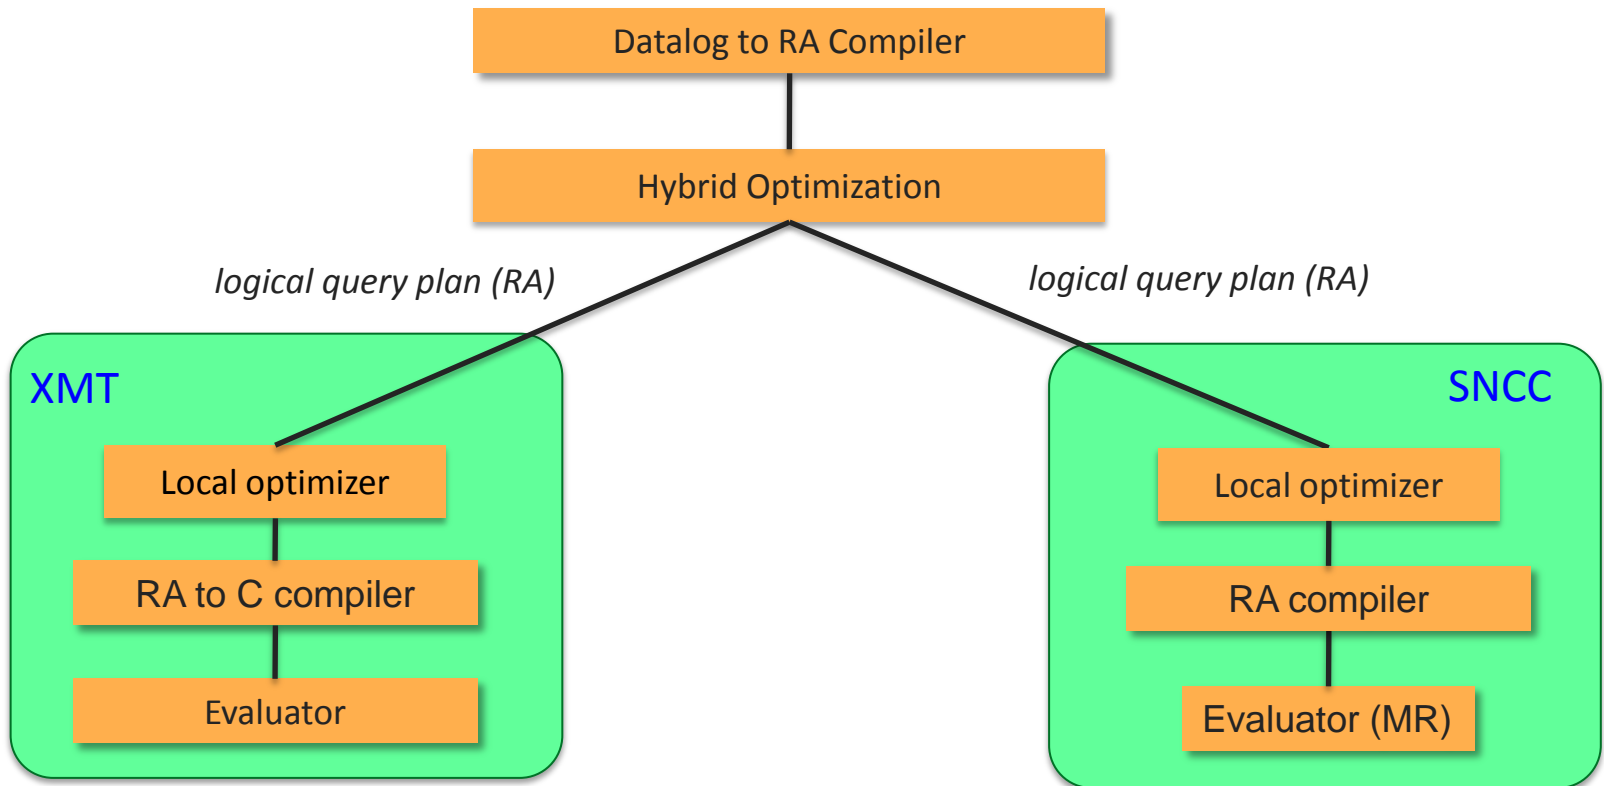 Datalog to RA Compiler
Hybrid Optimization
logical query plan (RA)
logical query plan (RA)
XMT
Local optimizer
RA to C compiler
Evaluator
SNCC
Local optimizer
RA compiler
Evaluator (MR)